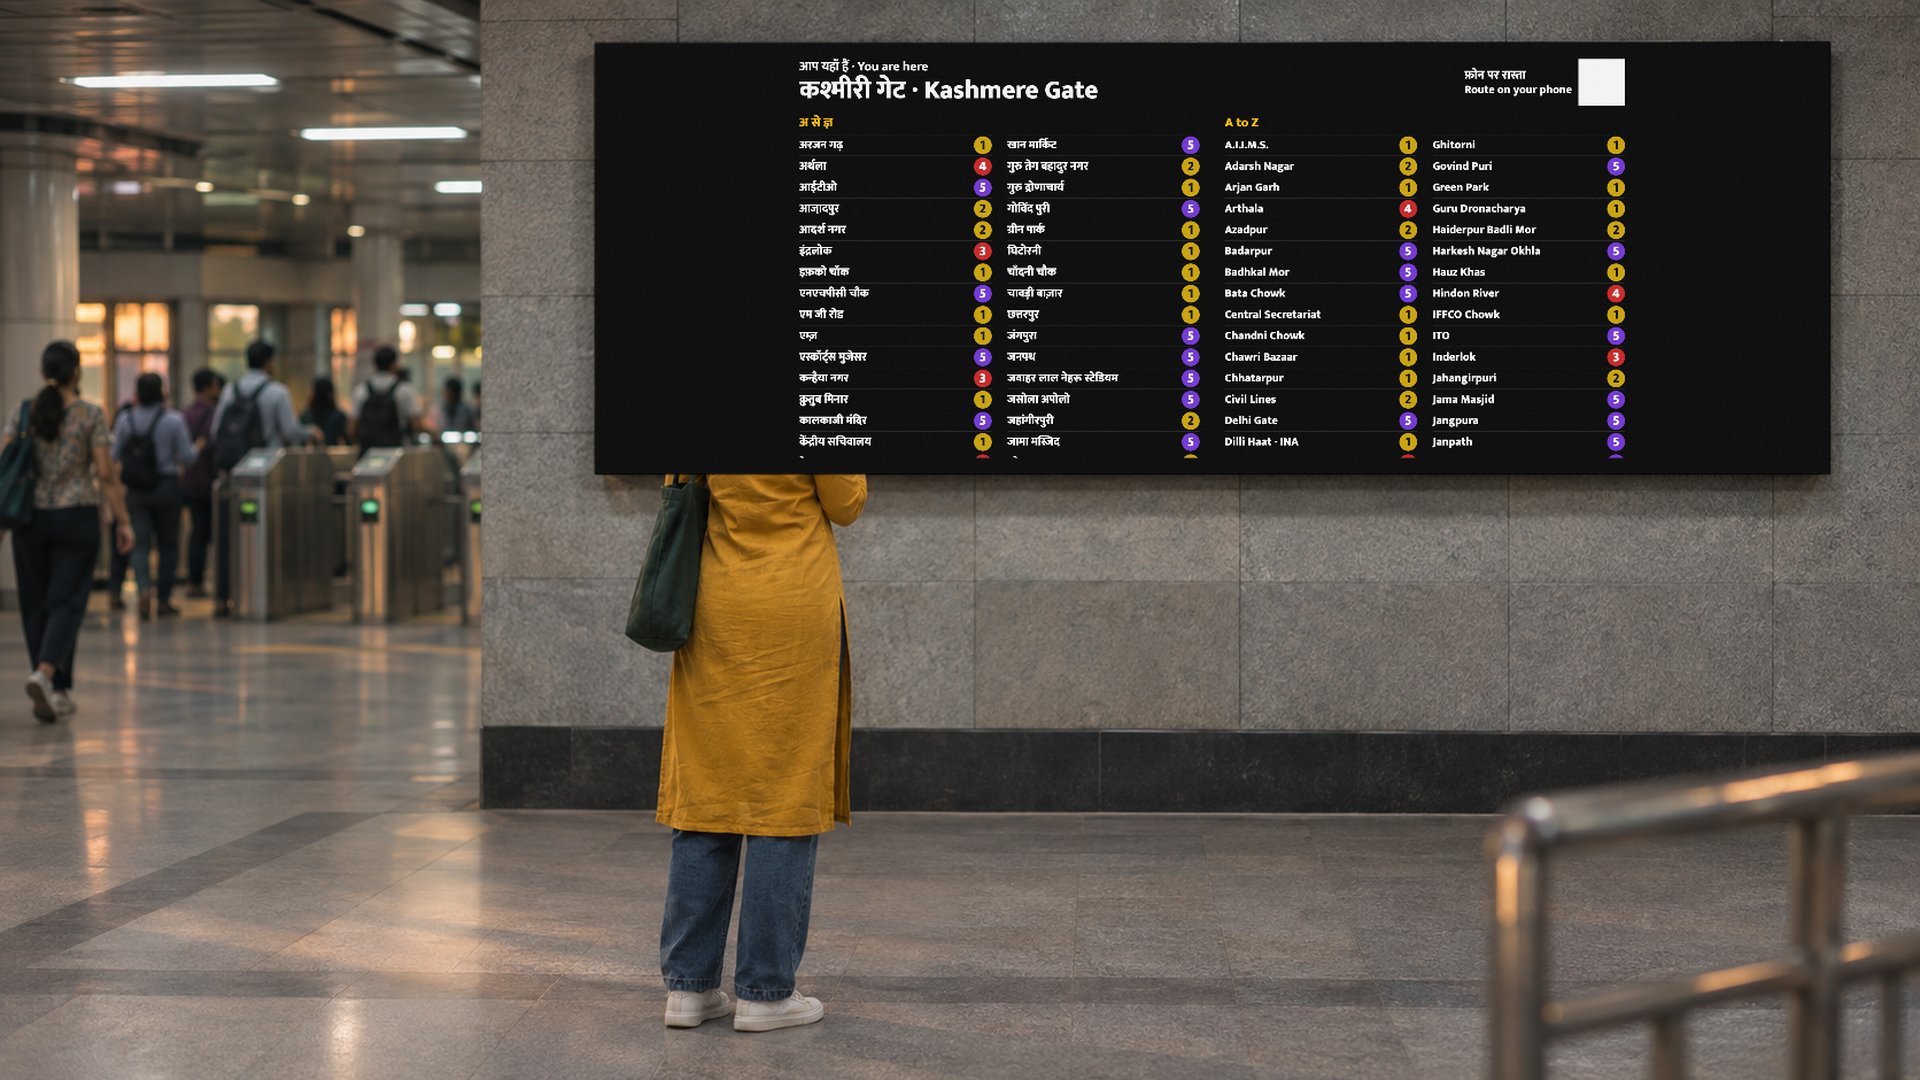 आप यहाँ हैं · You are here
कश्मीरी गेट · Kashmere Gate
फ़ोन पर रास्ता
Route on your phone
अ से ज्ञ
अरजन गढ़ 1
अर्थला 4
आईटीओ 5
आज़ादपुर 2
आदर्श नगर 2
इंद्रलोक 3
इफ़को चौक 1
एनएचपीसी चौक 5
एम जी रोड 1
एम्ज़ 1
एस्कॉर्ट्स मुजेसर 5
कन्हैया नगर 3
क़ुतुब मिनार 1
कालकाजी मंदिर 5
केंद्रीय सचिवालय 1
खान मार्किट 5
गुरु तेग बहादुर नगर 2
गुरु द्रोणाचार्य 1
गोविंद पुरी 5
ग्रीन पार्क 1
घिटोरनी 1
चाँदनी चौक 1
चावड़ी बाज़ार 1
छत्तरपुर 1
जंगपुरा 5
जनपथ 5
जवाहर लाल नेहरू स्टेडियम 5
जसोला अपोलो 5
जहांगीरपुरी 2
जामा मस्जिद 5
A to Z
A.I.I.M.S. 1
Adarsh Nagar 2
Arjan Garh 1
Arthala 4
Azadpur 2
Badarpur 5
Badhkal Mor 5
Bata Chowk 5
Central Secretariat 1
Chandni Chowk 1
Chawri Bazaar 1
Chhatarpur 1
Civil Lines 2
Delhi Gate 5
Dilli Haat - INA 1
Ghitorni 1
Govind Puri 5
Green Park 1
Guru Dronacharya 1
Haiderpur Badli Mor 2
Harkesh Nagar Okhla 5
Hauz Khas 1
Hindon River 4
IFFCO Chowk 1
ITO 5
Inderlok 3
Jahangirpuri 2
Jama Masjid 5
Jangpura 5
Janpath 5